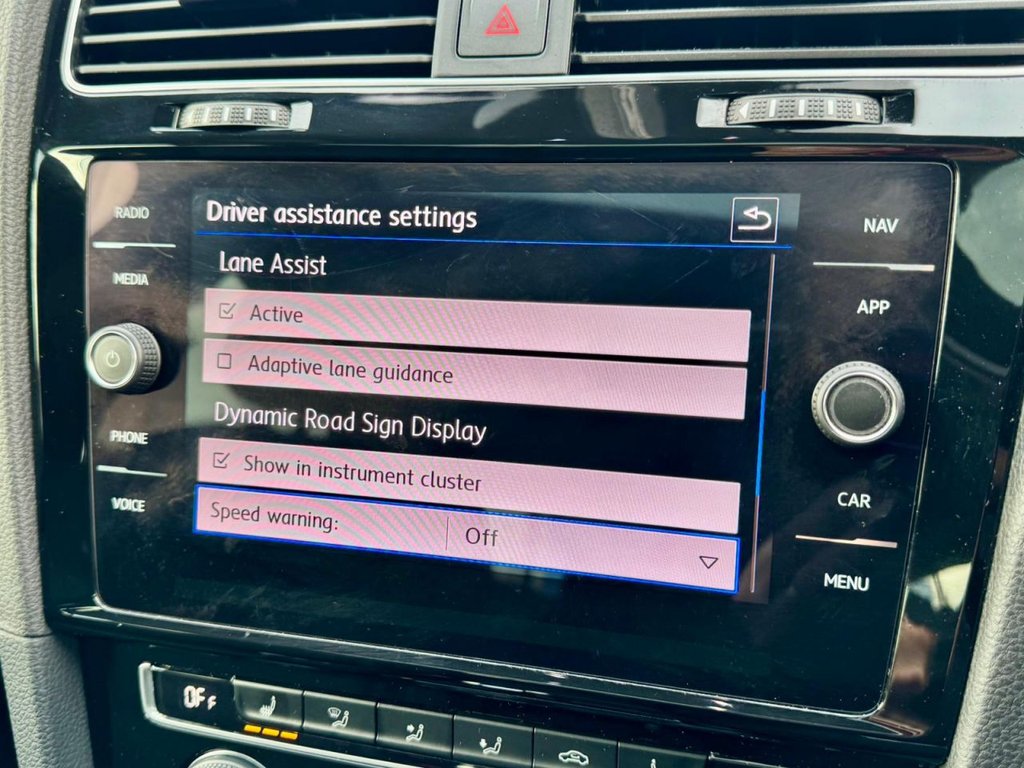 RADIO
MEDIA
PHONE
VOICE
Driver assistance settings
Lane Assist
Active
Adaptive lane guidance
Dynamic Road Sign Display
Show in instrument cluster
Speed warning: Off
NAV
APP
CAR
MENU
OFF